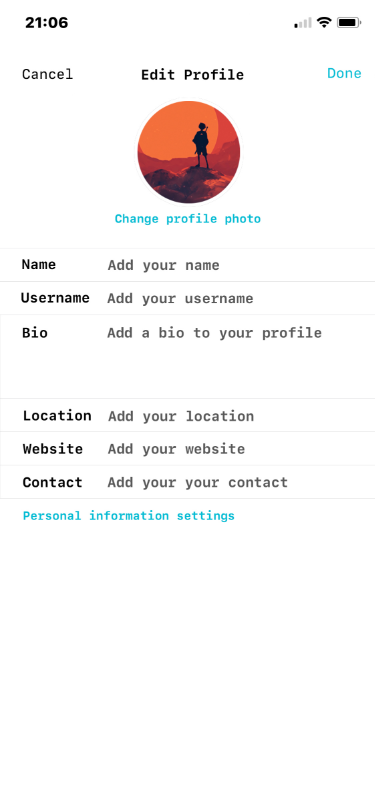 21:06
Cancel Edit Profile Done
Change profile photo
Name Add your name
Username Add your username
Bio Add a bio to your profile
Location Add your location
Website Add your website
Contact Add your your contact
Personal information settings